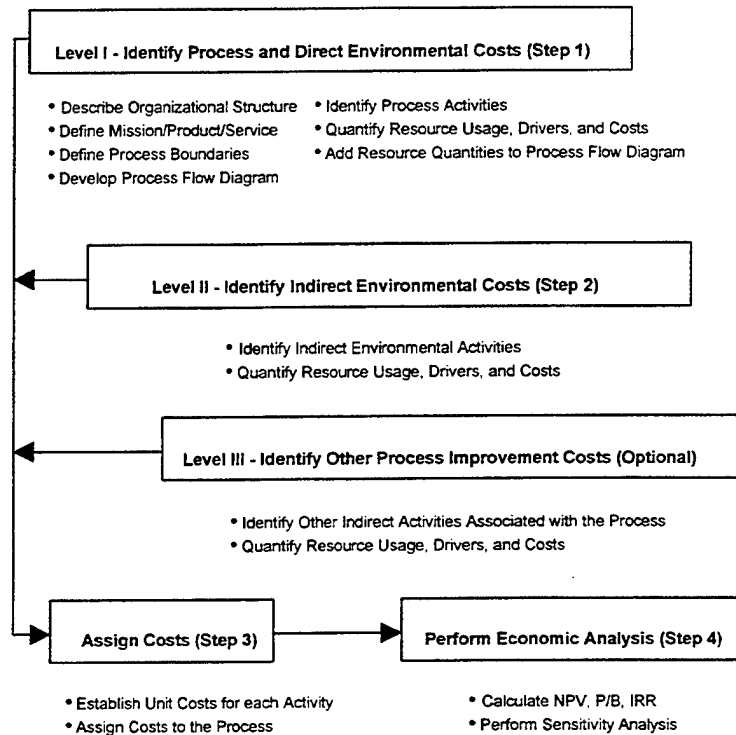 Level I - Identify Process and Direct Environmental Costs (Step 1)
• Describe Organizational Structure
• Define Mission/Product/Service
• Define Process Boundaries
• Develop Process Flow Diagram
• Identify Process Activities
• Quantify Resource Usage, Drivers, and Costs
• Add Resource Quantities to Process Flow Diagram
Level II - Identify Indirect Environmental Costs (Step 2)
• Identify Indirect Environmental Activities
• Quantify Resource Usage, Drivers, and Costs
Level III - Identify Other Process Improvement Costs (Optional)
• Identify Other Indirect Activities Associated with the Process
• Quantify Resource Usage, Drivers, and Costs
Assign Costs (Step 3)
• Establish Unit Costs for each Activity
• Assign Costs to the Process
Perform Economic Analysis (Step 4)
• Calculate NPV, P/B, IRR
• Perform Sensitivity Analysis